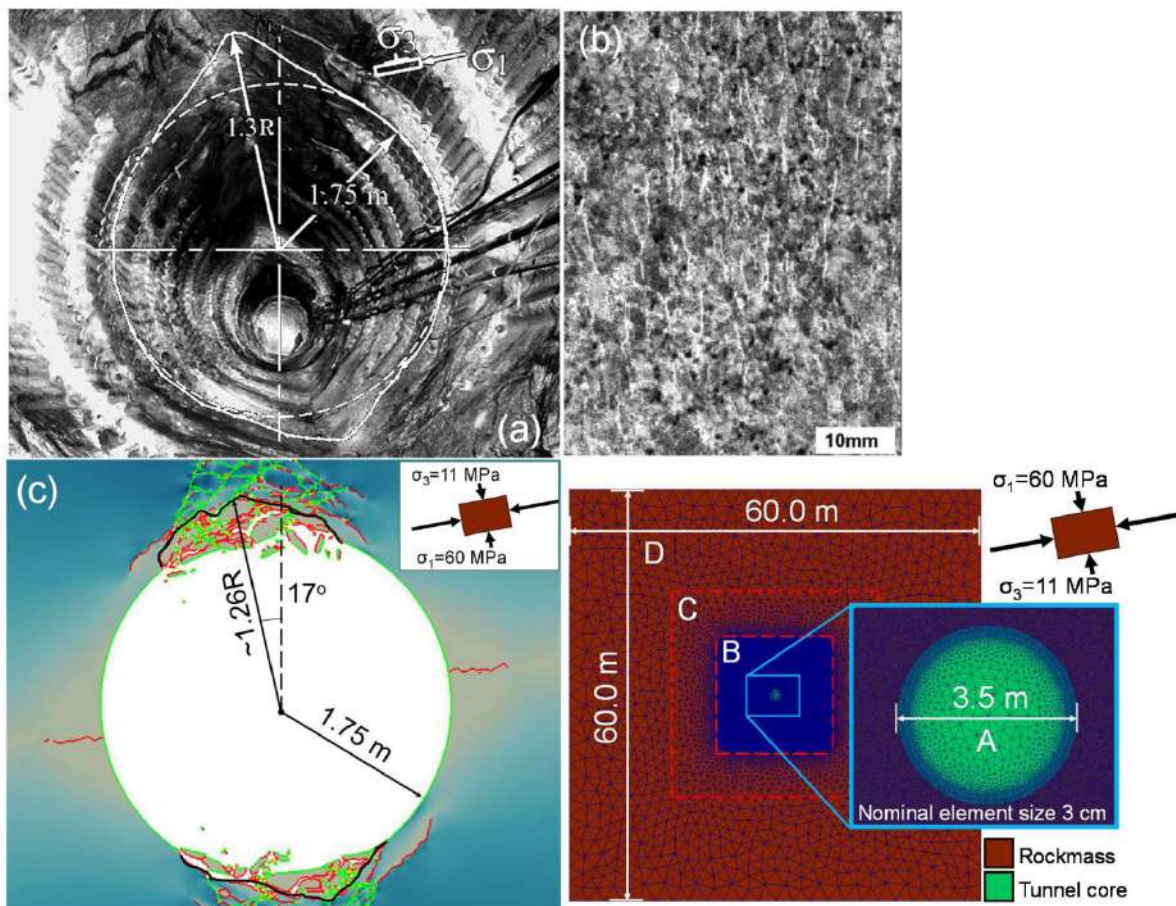 σ3
σ1
1.3R
1.75 m
(a)
(b)
10mm
(c)
σ3=11 MPa
σ1=60 MPa
17°
~1.26R
1.75 m
σ1=60 MPa
σ3=11 MPa
60.0 m
60.0 m
D
C
B
3.5 m
A
Nominal element size 3 cm
Rockmass
Tunnel core